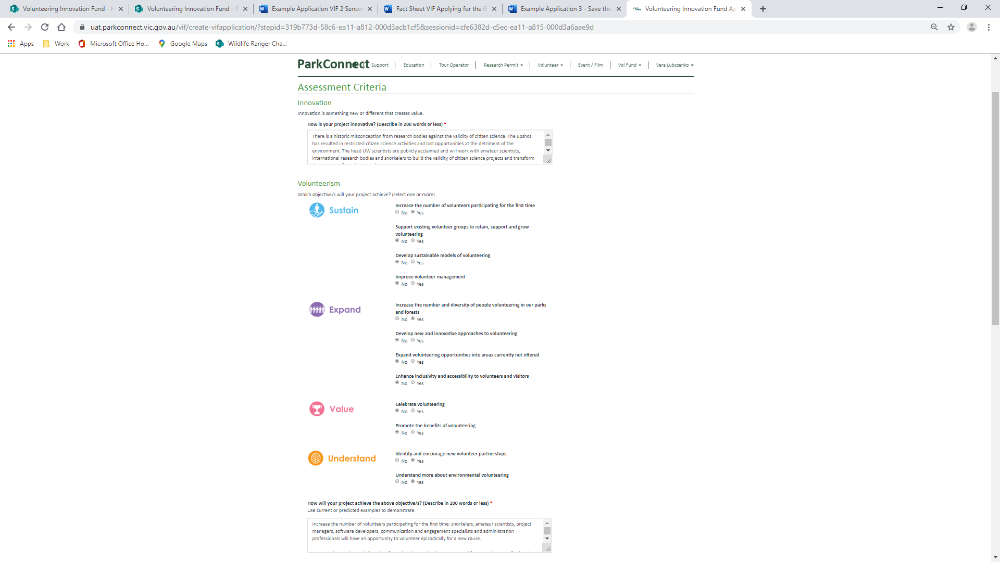 Volunteering Innovation Fund - H
Volunteering Innovation Fund - P
Example Application VIF 2 Senso
Fact Sheet VIF Applying for the G
Example Application 3 - Save the
Volunteering Innovation Fund Ap
uat.parkconnect.vic.gov.au/vif/create-vifapplication/?stepid=319b773d-58c6-ea11-a812-000d3acb1cf5&sessionid=cfe6382d-c5ec-ea11-a815-000d3a6aae9d
Apps Work Microsoft Office Ho... Google Maps Wildlife Ranger Cha...
ParkConnect Support Education Tour Operator Research Permit Volunteer Event / Film Vol Fund Vera Lubczenko
Assessment Criteria
Innovation
Innovation is something new or different that creates value.
How is your project innovative? (Describe in 200 words or less) *
There is a historic misconception from research bodies against the validity of citizen science. The upshot
has resulted in restricted citizen science activities and lost opportunities at the detriment of the
environment. The head UW scientists are publicly acclaimed and will work with amateur scientists,
international research bodies and snorkelers to build the validity of citizen science projects and transform
Volunteerism
Which objective/s will your project achieve? (select one or more)
Sustain
Increase the number of volunteers participating for the first time
No Yes
Support existing volunteer groups to retain, support and grow
volunteering
No Yes
Develop sustainable models of volunteering
No Yes
Improve volunteer management
No Yes
Expand
Increase the number and diversity of people volunteering in our parks
and forests
No Yes
Develop new and innovative approaches to volunteering
No Yes
Expand volunteering opportunities into areas currently not offered
No Yes
Enhance inclusivity and accessibility to volunteers and visitors
No Yes
Value
Celebrate volunteering
No Yes
Promote the benefits of volunteering
No Yes
Understand
Identify and encourage new volunteer partnerships
No Yes
Understand more about environmental volunteering
No Yes
How will your project achieve the above objective/s? (Describe in 200 words or less) *
Use current or predicted examples to demonstrate.
Increase the number of volunteers participating for the first time: snorkelers, amateur scientists, project
managers, software developers, communication and engagement specialists and administration
professionals will have an opportunity to volunteer episodically for a new cause.